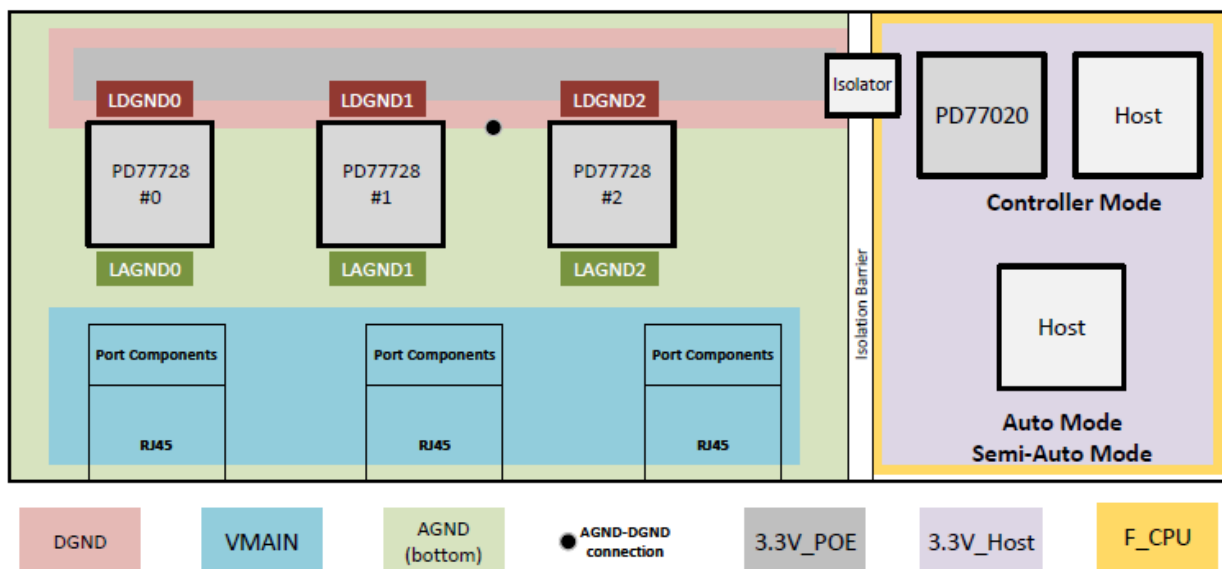 LDGND0
LDGND1
LDGND2
Isolator
PD77020
Host
PD77728
#0
PD77728
#1
PD77728
#2
Controller Mode
LAGND0
LAGND1
LAGND2
Isolation Barrier
Host
Port Components
Port Components
Port Components
RJ45
RJ45
RJ45
Auto Mode
Semi-Auto Mode
DGND
VMAIN
AGND
(bottom)
AGND-DGND
connection
3.3V_POE
3.3V_Host
F_CPU